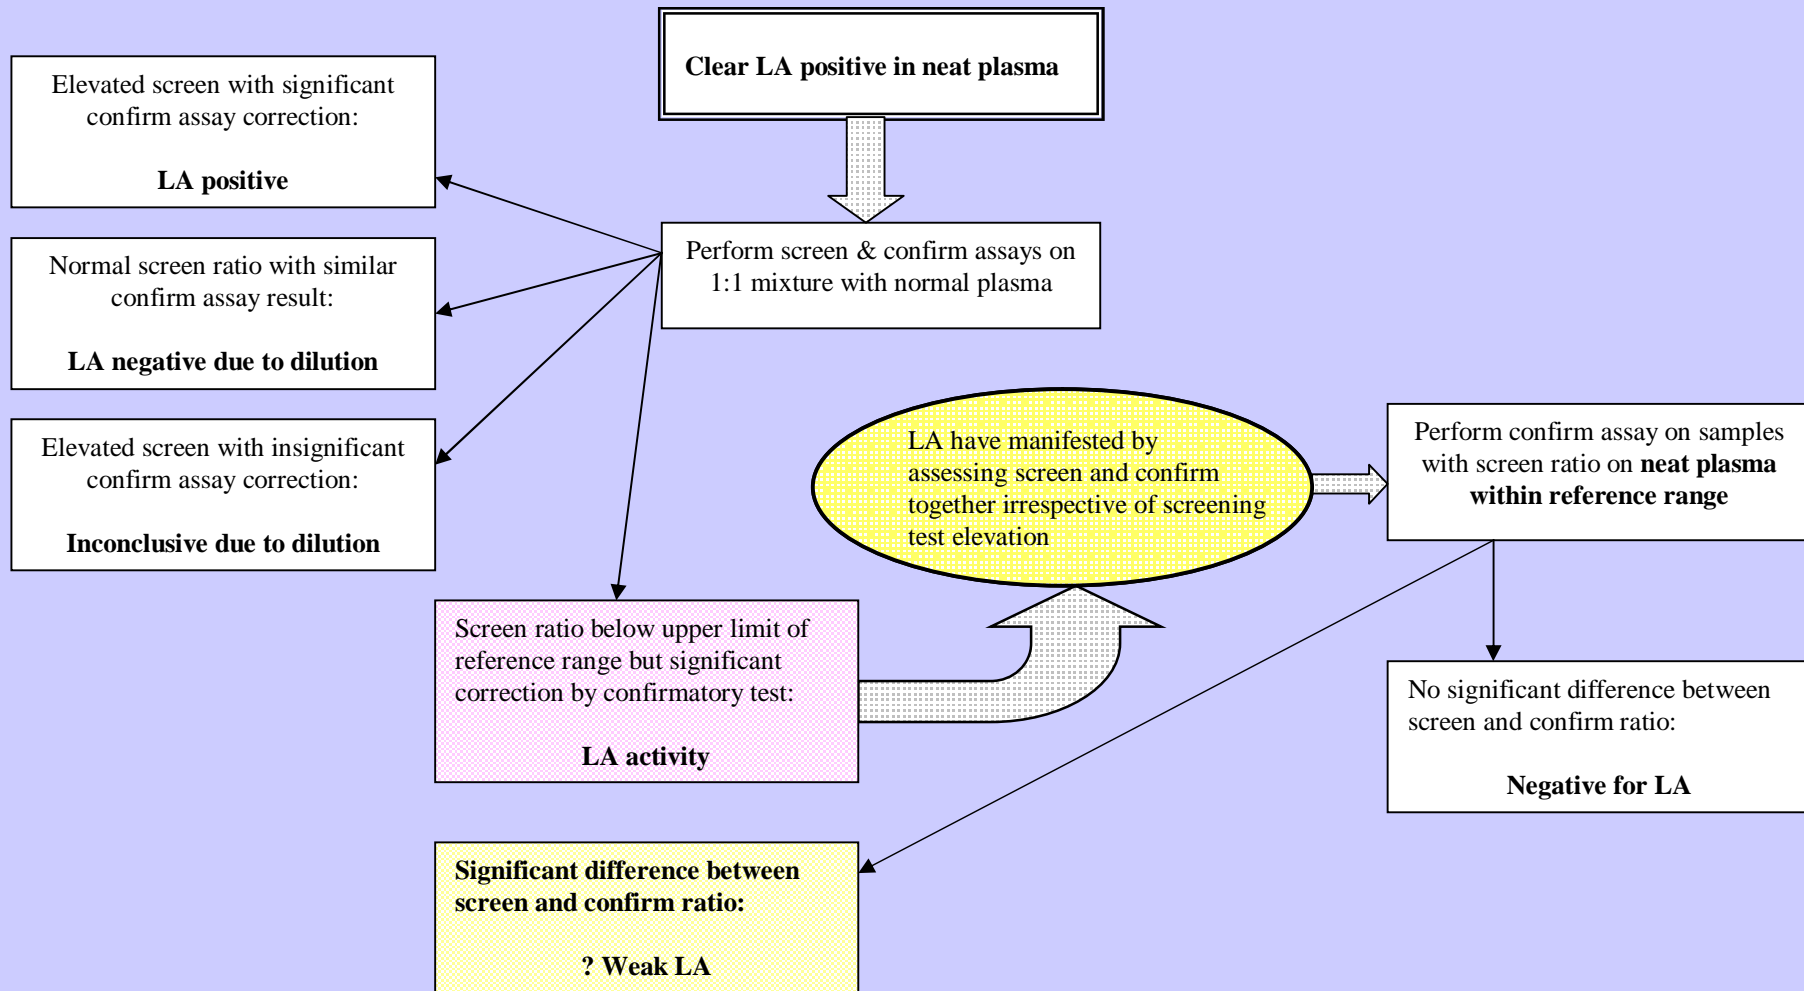 Clear LA positive in neat plasma
Elevated screen with significant
confirm assay correction:
LA positive
Perform screen & confirm assays on
1:1 mixture with normal plasma
Normal screen ratio with similar
confirm assay result:
LA negative due to dilution
Elevated screen with insignificant
confirm assay correction:
Inconclusive due to dilution
LA have manifested by
assessing screen and confirm
together irrespective of screening
test elevation
Perform confirm assay on samples
with screen ratio on neat plasma
within reference range
Screen ratio below upper limit of
reference range but significant
correction by confirmatory test:
LA activity
No significant difference between
screen and confirm ratio:
Negative for LA
Significant difference between
screen and confirm ratio:
? Weak LA